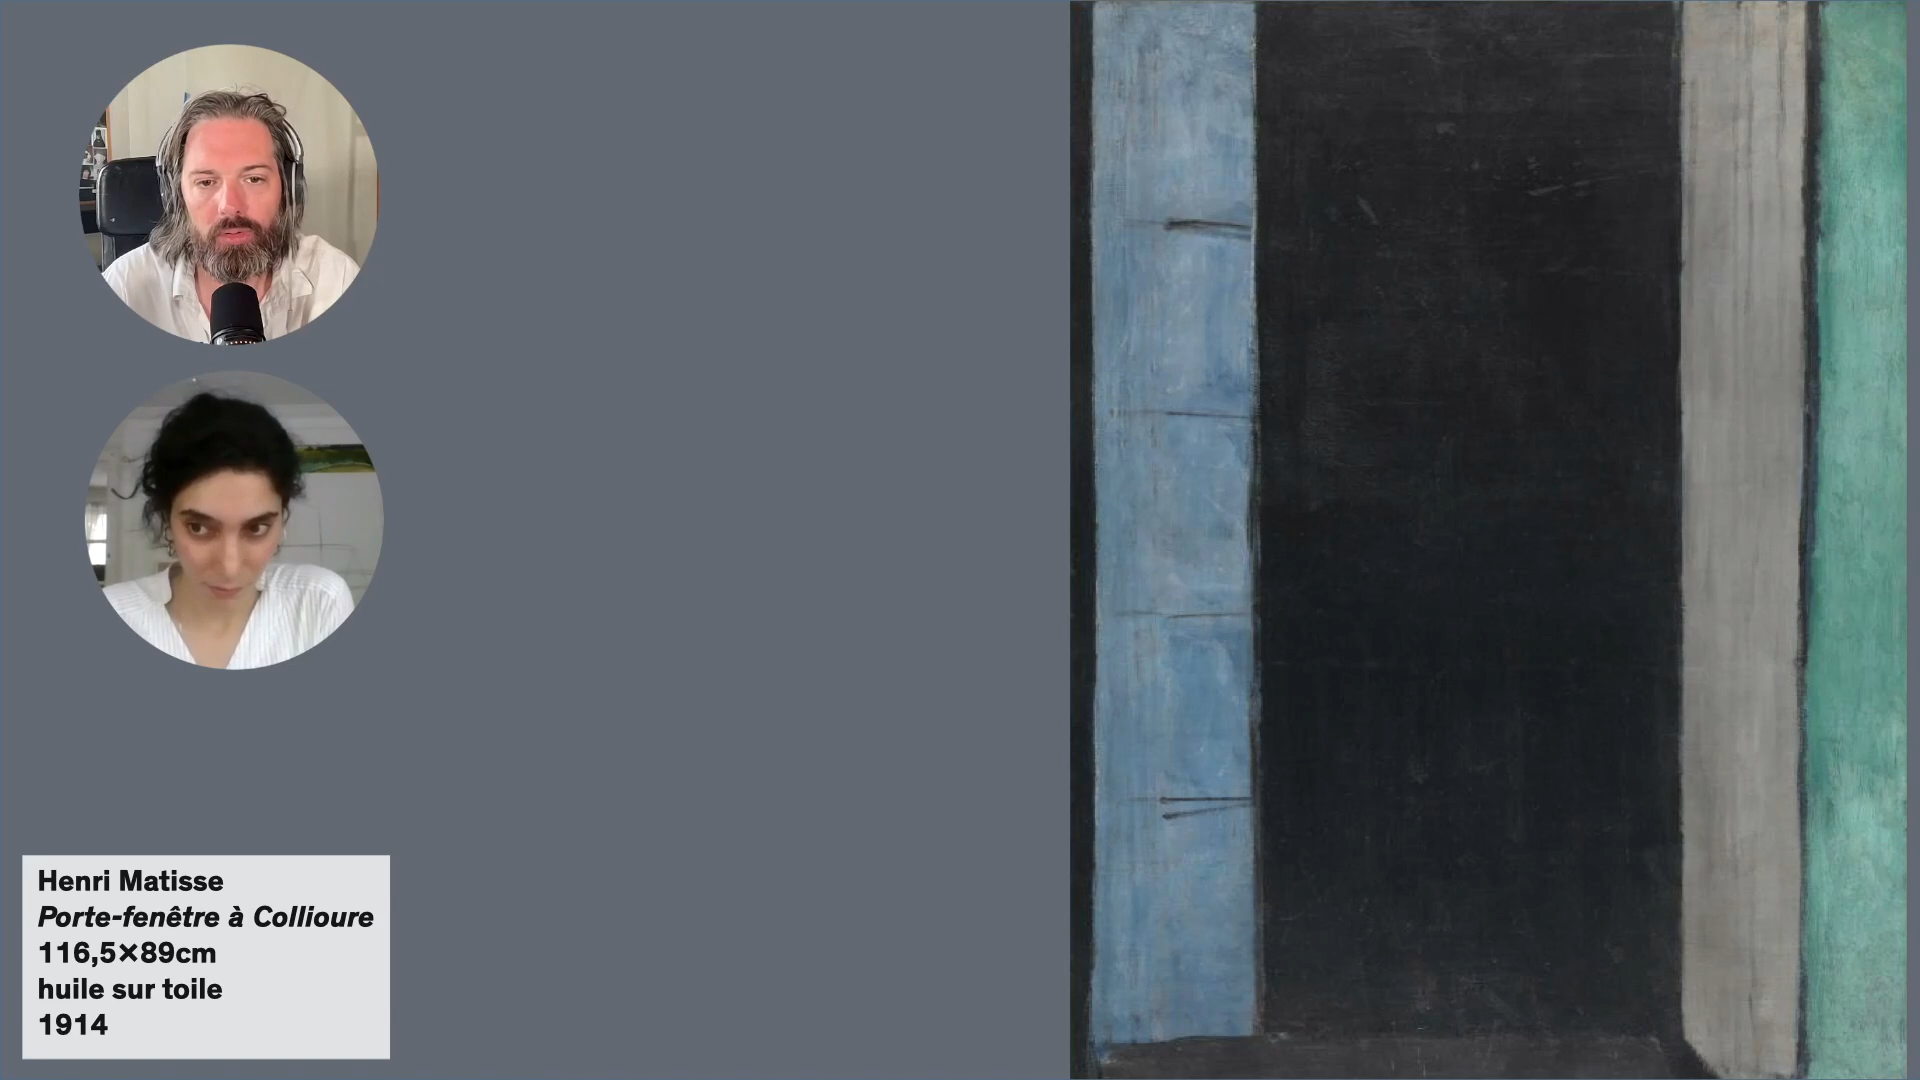 Henri Matisse
Porte-fenêtre à Collioure
116,5×89cm
huile sur toile
1914